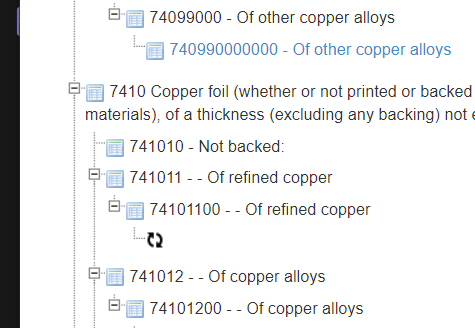 74099000 - Of other copper alloys
740990000000 - Of other copper alloys
7410 Copper foil (whether or not printed or backed
materials), of a thickness (excluding any backing) not
741010 - Not backed:
741011 - - Of refined copper
74101100 - - Of refined copper
741012 - - Of copper alloys
74101200 - - Of copper alloys